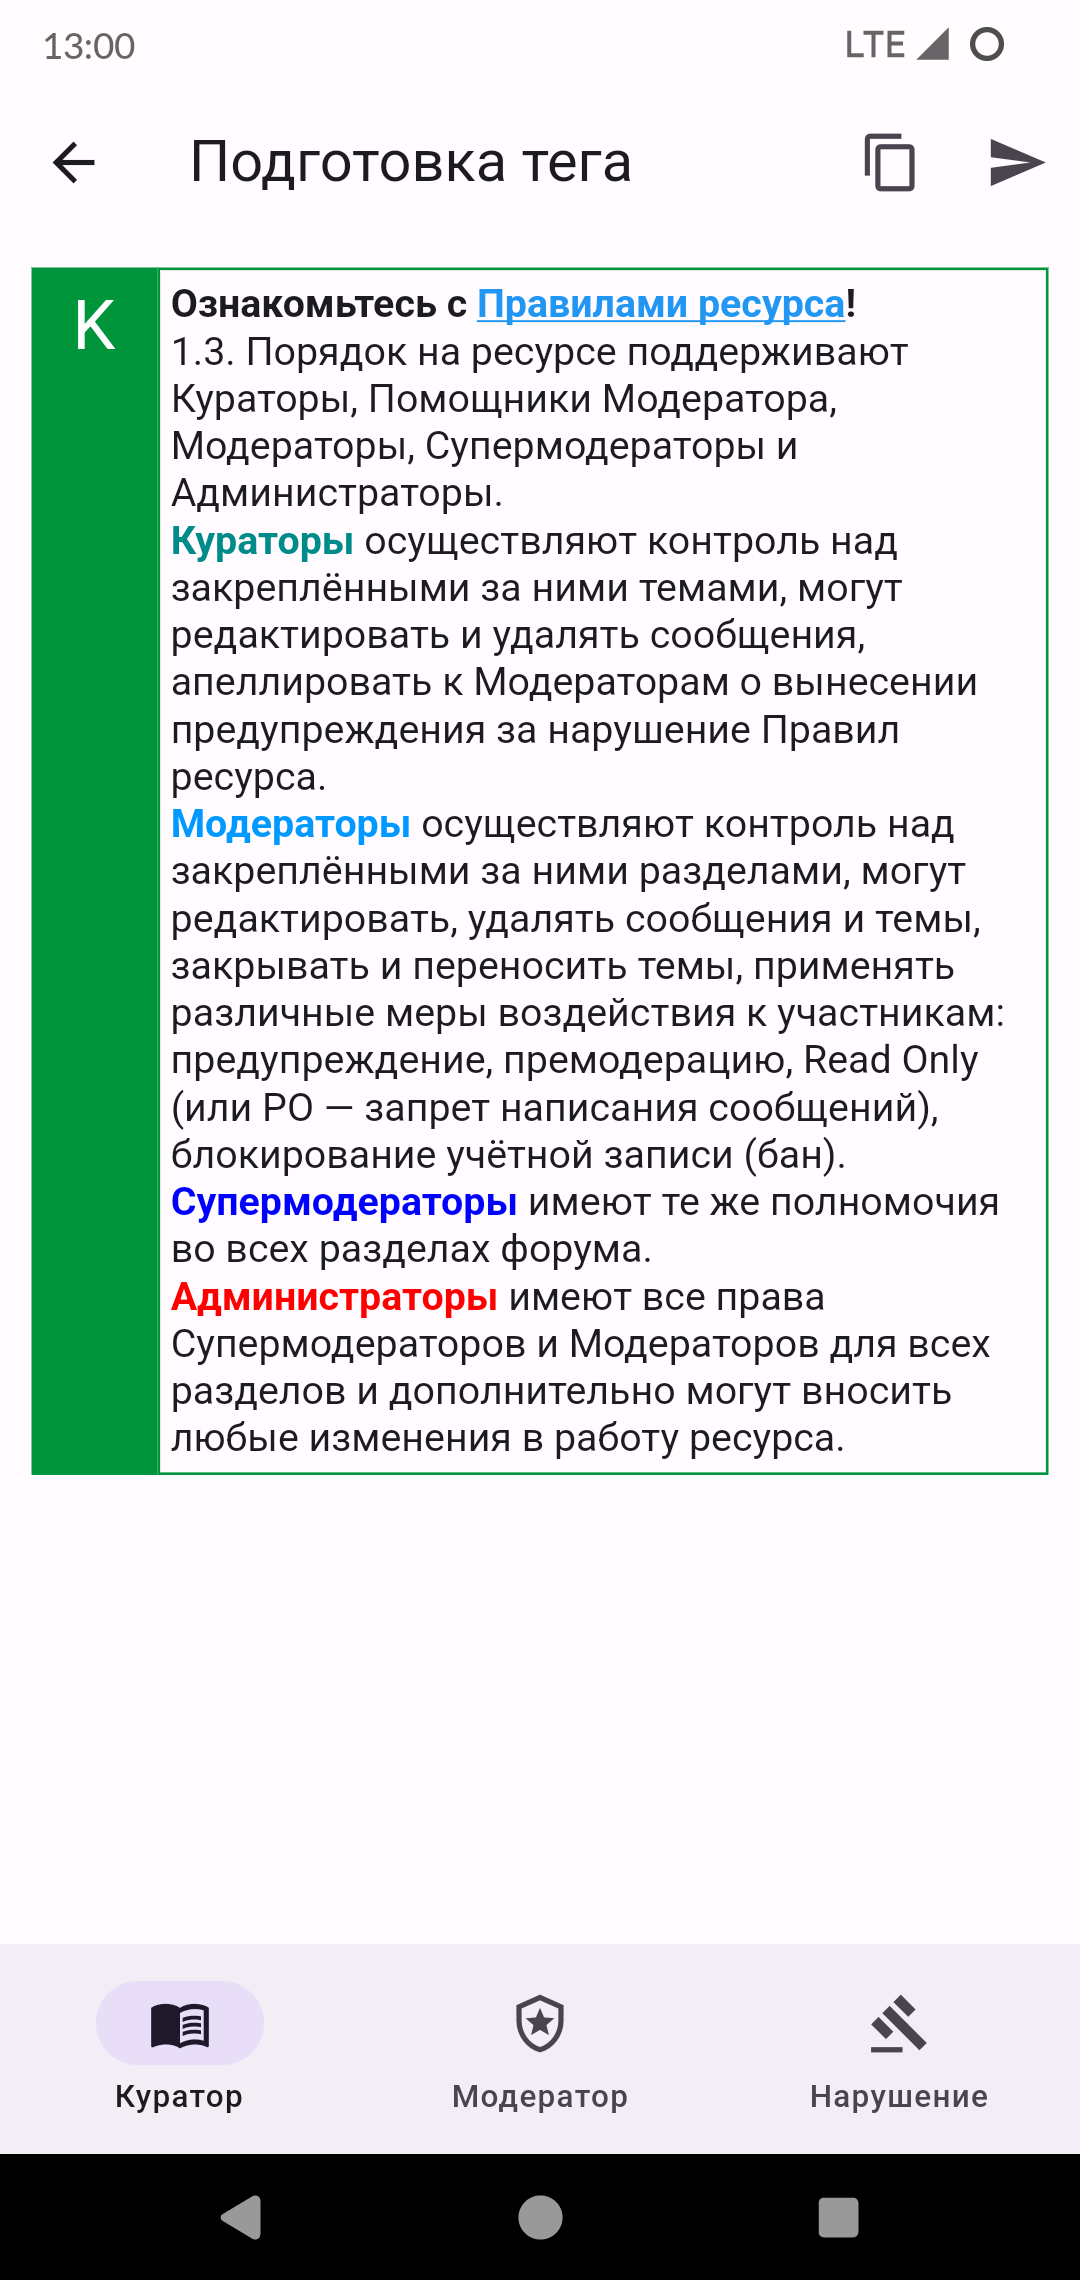 13:00
LTE
Подготовка тега
K
Ознакомьтесь с Правилами ресурса!
1.3. Порядок на ресурсе поддерживают
Кураторы, Помощники Модератора,
Модераторы, Супермодераторы и
Администраторы.
Кураторы осуществляют контроль над
закреплёнными за ними темами, могут
редактировать и удалять сообщения,
апеллировать к Модераторам о вынесении
предупреждения за нарушение Правил
ресурса.
Модераторы осуществляют контроль над
закреплёнными за ними разделами, могут
редактировать, удалять сообщения и темы,
закрывать и переносить темы, применять
различные меры воздействия к участникам:
предупреждение, премодерацию, Read Only
(или РО — запрет написания сообщений),
блокирование учётной записи (бан).
Супермодераторы имеют те же полномочия
во всех разделах форума.
Администраторы имеют все права
Супермодераторов и Модераторов для всех
разделов и дополнительно могут вносить
любые изменения в работу ресурса.
Куратор
Модератор
Нарушение